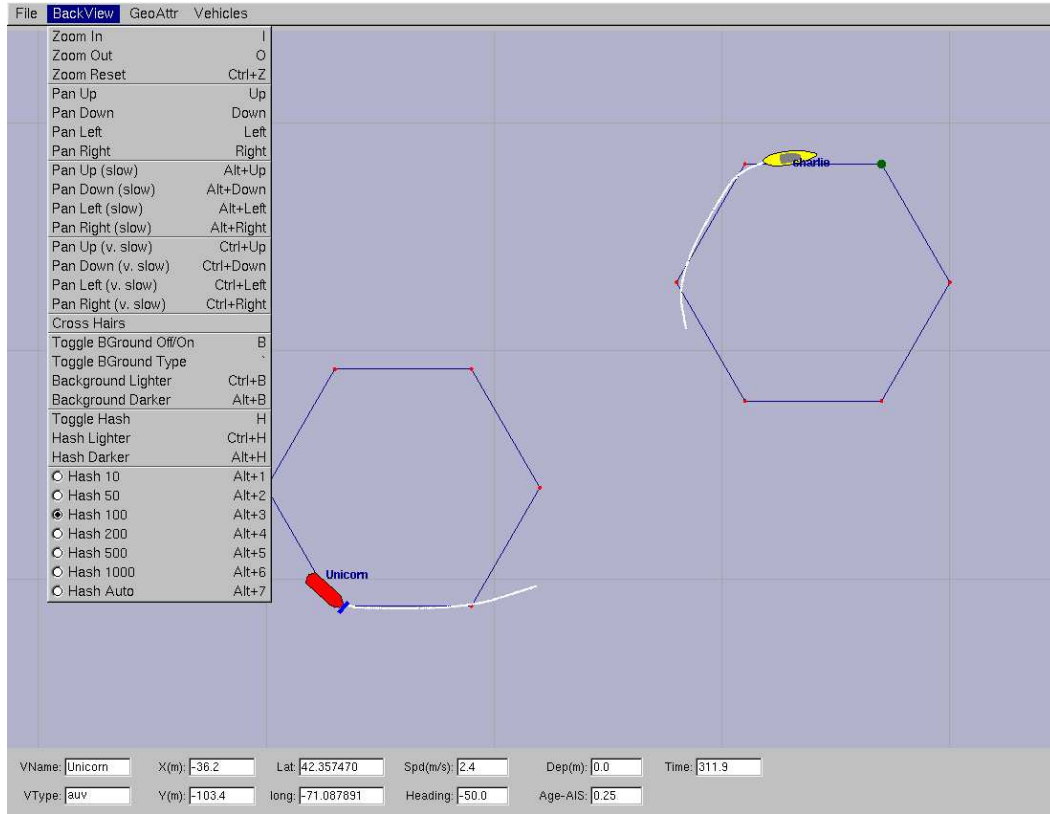 File BackView GeoAttr Vehicles
Zoom In I
Zoom Out O
Zoom Reset Ctrl+Z
Pan Up Up
Pan Down Down
Pan Left Left
Pan Right Right
Pan Up (slow) Alt+Up
Pan Down (slow) Alt+Down
Pan Left (slow) Alt+Left
Pan Right (slow) Alt+Right
Pan Up (v. slow) Ctrl+Up
Pan Down (v. slow) Ctrl+Down
Pan Left (v. slow) Ctrl+Left
Pan Right (v. slow) Ctrl+Right
Cross Hairs
Toggle BGround Off/On B
Toggle BGround Type `
Background Lighter Ctrl+B
Background Darker Alt+B
Toggle Hash H
Hash Lighter Ctrl+H
Hash Darker Alt+H
Hash 10 Alt+1
Hash 50 Alt+2
Hash 100 Alt+3
Hash 200 Alt+4
Hash 500 Alt+5
Hash 1000 Alt+6
Hash Auto Alt+7
charlie
Unicorn
VName: Unicorn X(m): -36.2 Lat: 42.357470 Spd(m/s): 2.4 Dep(m): 0.0 Time: 311.9
VType: auv Y(m): -103.4 long: -71.087891 Heading: -50.0 Age-AIS: 0.25